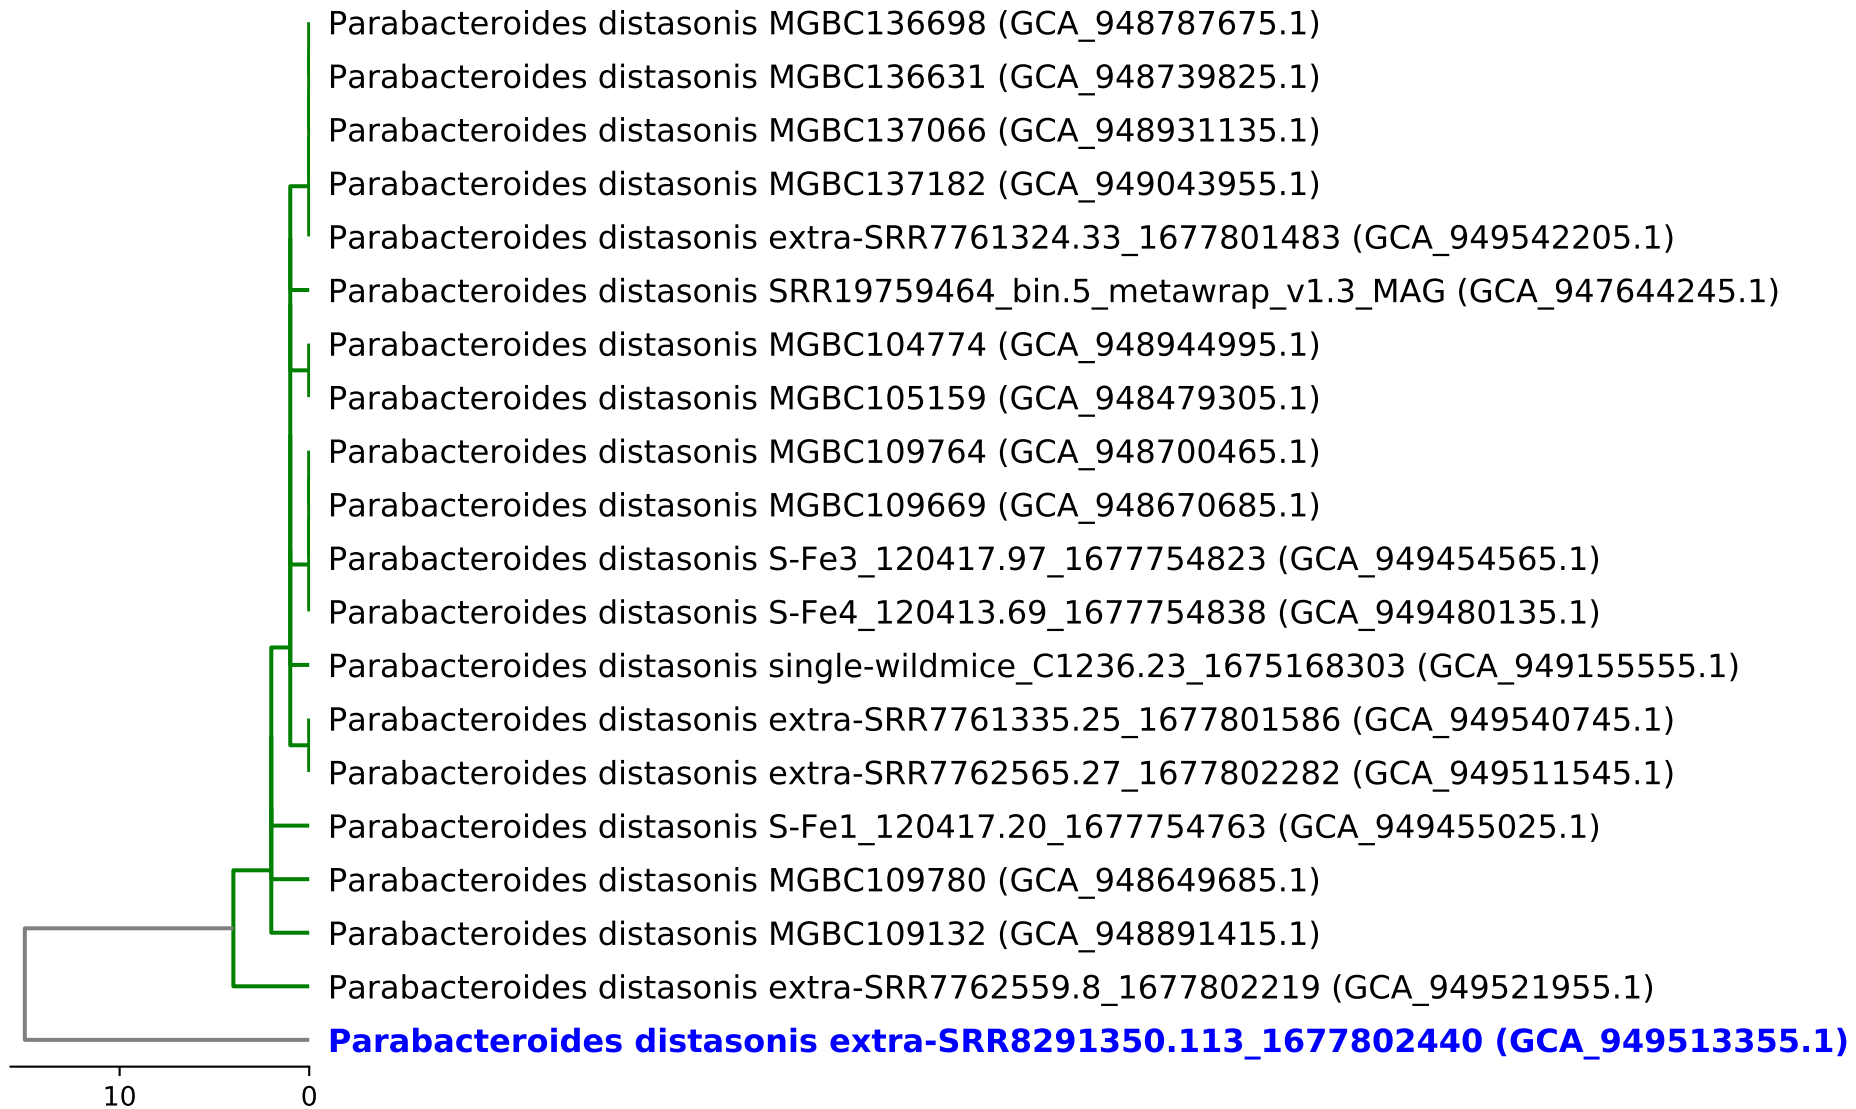 Parabacteroides distasonis MGBC136698 (GCA_948787675.1)
Parabacteroides distasonis MGBC136631 (GCA_948739825.1)
Parabacteroides distasonis MGBC137066 (GCA_948931135.1)
Parabacteroides distasonis MGBC137182 (GCA_949043955.1)
Parabacteroides distasonis extra-SRR7761324.33_1677801483 (GCA_949542205.1)
Parabacteroides distasonis SRR19759464_bin.5_metawrap_v1.3_MAG (GCA_947644245.1)
Parabacteroides distasonis MGBC104774 (GCA_948944995.1)
Parabacteroides distasonis MGBC105159 (GCA_948479305.1)
Parabacteroides distasonis MGBC109764 (GCA_948700465.1)
Parabacteroides distasonis MGBC109669 (GCA_948670685.1)
Parabacteroides distasonis S-Fe3_120417.97_1677754823 (GCA_949454565.1)
Parabacteroides distasonis S-Fe4_120413.69_1677754838 (GCA_949480135.1)
Parabacteroides distasonis single-wildmice_C1236.23_1675168303 (GCA_949155555.1)
Parabacteroides distasonis extra-SRR7761335.25_1677801586 (GCA_949540745.1)
Parabacteroides distasonis extra-SRR7762565.27_1677802282 (GCA_949511545.1)
Parabacteroides distasonis S-Fe1_120417.20_1677754763 (GCA_949455025.1)
Parabacteroides distasonis MGBC109780 (GCA_948649685.1)
Parabacteroides distasonis MGBC109132 (GCA_948891415.1)
Parabacteroides distasonis extra-SRR7762559.8_1677802219 (GCA_949521955.1)
Parabacteroides distasonis extra-SRR8291350.113_1677802440 (GCA_949513355.1)
10 0